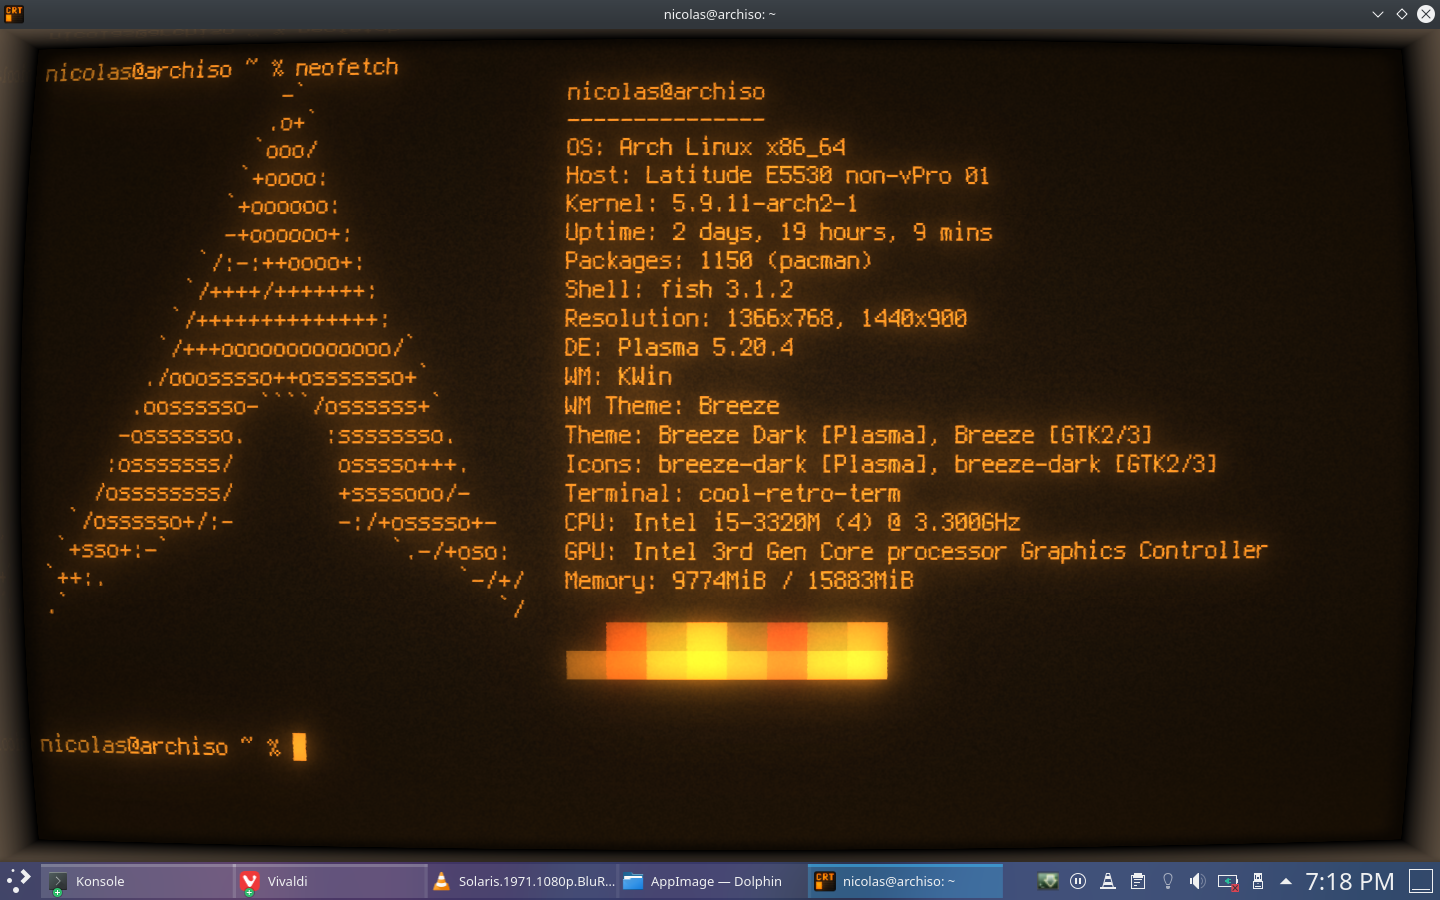 nicolas@archiso: ~
nicolas@archiso ~ % neofetch
-`
.o+`
`ooo/
`+oooo:
`+oooooo:
-+oooooo+:
`/:-:++oooo+:
`/++++/+++++++:
`/++++++++++++++:
`/+++ooooooooooooo/`
./ooosssso++osssssso+`
.oossssso-````/ossssss+`
-osssssso.      :ssssssso.
:osssssss/        osssso+++.
/ossssssss/        +ssssooo/-
`/ossssso+/:-        -:/+osssso+-
`+sso+:-`                 `.-/+oso:
`++:.                           `-/+/
.`                                 `/
nicolas@archiso
---------------
OS: Arch Linux x86_64
Host: Latitude E5530 non-vPro 01
Kernel: 5.9.11-arch2-1
Uptime: 2 days, 19 hours, 9 mins
Packages: 1150 (pacman)
Shell: fish 3.1.2
Resolution: 1366x768, 1440x900
DE: Plasma 5.20.4
WM: KWin
WM Theme: Breeze
Theme: Breeze Dark [Plasma], Breeze [GTK2/3]
Icons: breeze-dark [Plasma], breeze-dark [GTK2/3]
Terminal: cool-retro-term
CPU: Intel i5-3320M (4) @ 3.300GHz
GPU: Intel 3rd Gen Core processor Graphics Controller
Memory: 9774MiB / 15883MiB
nicolas@archiso ~ %
Konsole
Vivaldi
Solaris.1971.1080p.BluR...
AppImage — Dolphin
CRT
nicolas@archiso: ~
7:18 PM